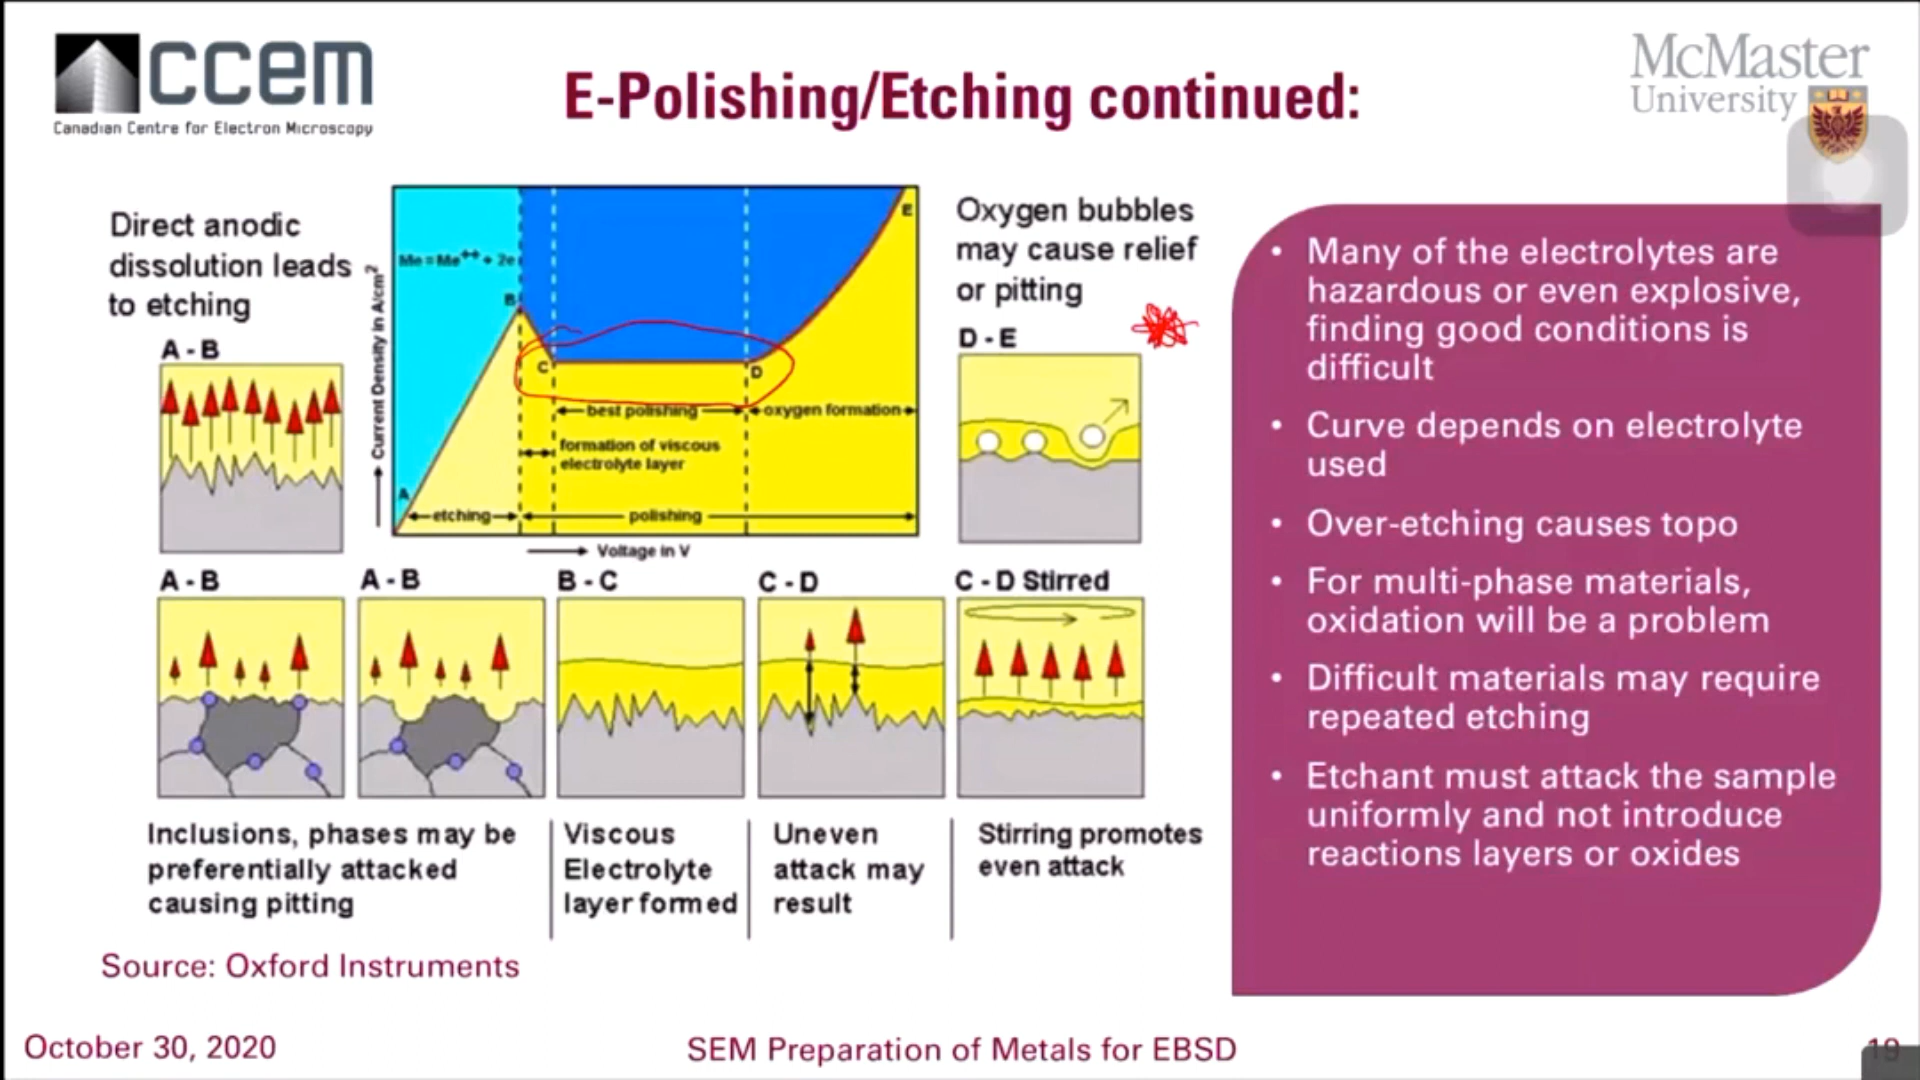 ccem
Canadian Centre for Electron Microscopy
E-Polishing/Etching continued:
McMaster
University
Direct anodic
dissolution leads
to etching
A - B
Current Density in A/cm²
Me=Me⁺⁺ + 2e
A
B
C
D
E
best polishing
oxygen formation
formation of viscous
electrolyte layer
etching
polishing
Voltage in V
Oxygen bubbles
may cause relief
or pitting
D - E
A - B
A - B
B - C
C - D
C - D Stirred
Inclusions, phases may be
preferentially attacked
causing pitting
Viscous
Electrolyte
layer formed
Uneven
attack may
result
Stirring promotes
even attack
Source: Oxford Instruments
• Many of the electrolytes are
hazardous or even explosive,
finding good conditions is
difficult
• Curve depends on electrolyte
used
• Over-etching causes topo
• For multi-phase materials,
oxidation will be a problem
• Difficult materials may require
repeated etching
• Etchant must attack the sample
uniformly and not introduce
reactions layers or oxides
October 30, 2020
SEM Preparation of Metals for EBSD
19